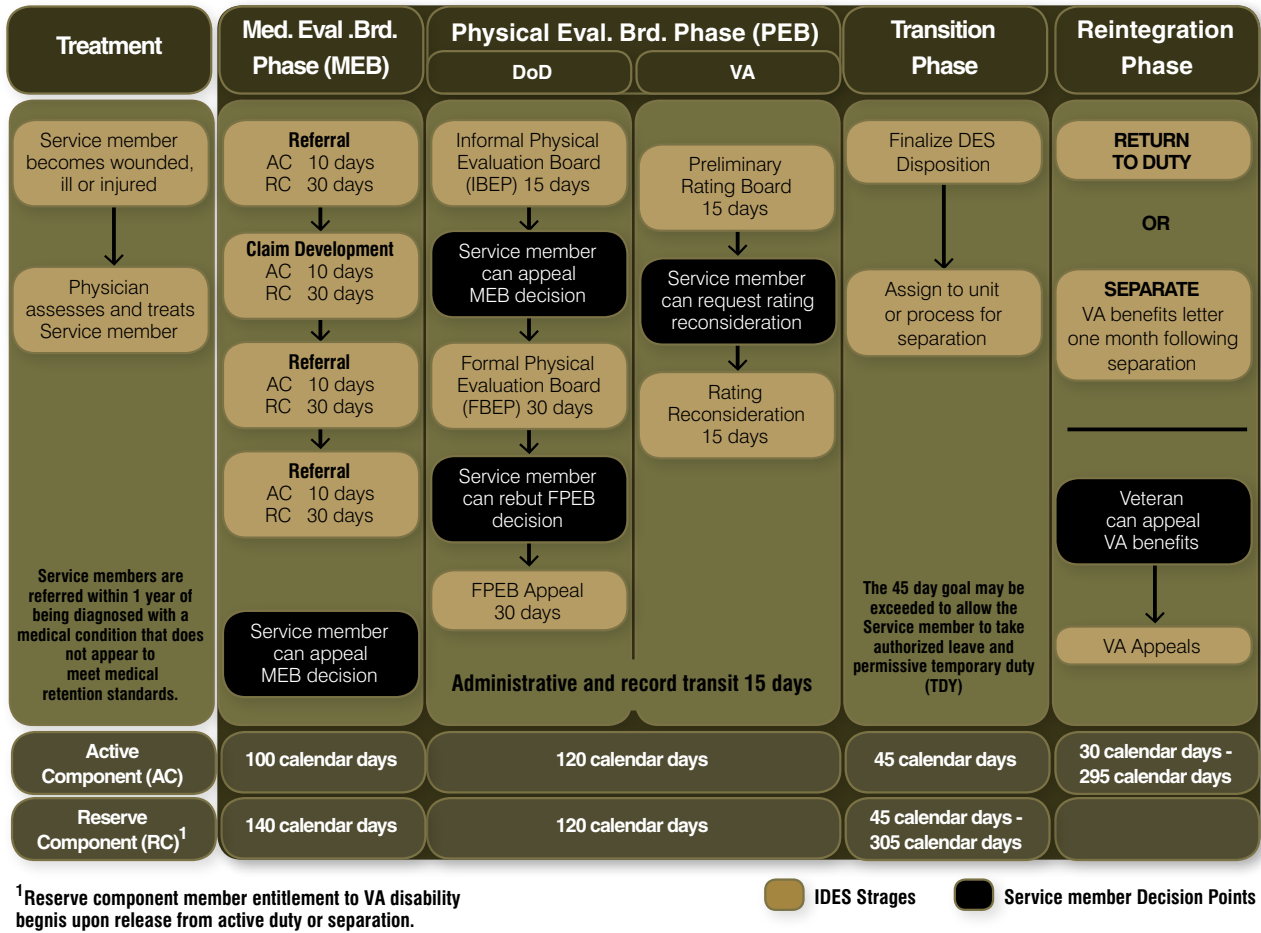 Treatment
Med. Eval .Brd.
Phase (MEB)
Physical Eval. Brd. Phase (PEB)
DoD
VA
Transition
Phase
Reintegration
Phase
Service member
becomes wounded,
ill or injured
Physician
assesses and treats
Service member
Service members are
referred within 1 year of
being diagnosed with a
medical condition that does
not appear to
meet medical
retention standards.
Referral
AC 10 days
RC 30 days
Claim Development
AC 10 days
RC 30 days
Referral
AC 10 days
RC 30 days
Referral
AC 10 days
RC 30 days
Service member
can appeal
MEB decision
Informal Physical
Evaluation Board
(IBEP) 15 days
Service member
can appeal
MEB decision
Formal Physical
Evaluation Board
(FBEP) 30 days
Service member
can rebut FPEB
decision
FPEB Appeal
30 days
Preliminary
Rating Board
15 days
Service member
can request rating
reconsideration
Rating
Reconsideration
15 days
Administrative and record transit 15 days
Finalize DES
Disposition
Assign to unit
or process for
separation
The 45 day goal may be
exceeded to allow the
Service member to take
authorized leave and
permissive temporary duty
(TDY)
RETURN
TO DUTY
OR
SEPARATE
VA benefits letter
one month following
separation
Veteran
can appeal
VA benefits
VA Appeals
Active
Component (AC)
100 calendar days
120 calendar days
45 calendar days
30 calendar days -
295 calendar days
Reserve
Component (RC)1
140 calendar days
120 calendar days
45 calendar days -
305 calendar days
1Reserve component member entitlement to VA disability
begnis upon release from active duty or separation.
IDES Strages
Service member Decision Points